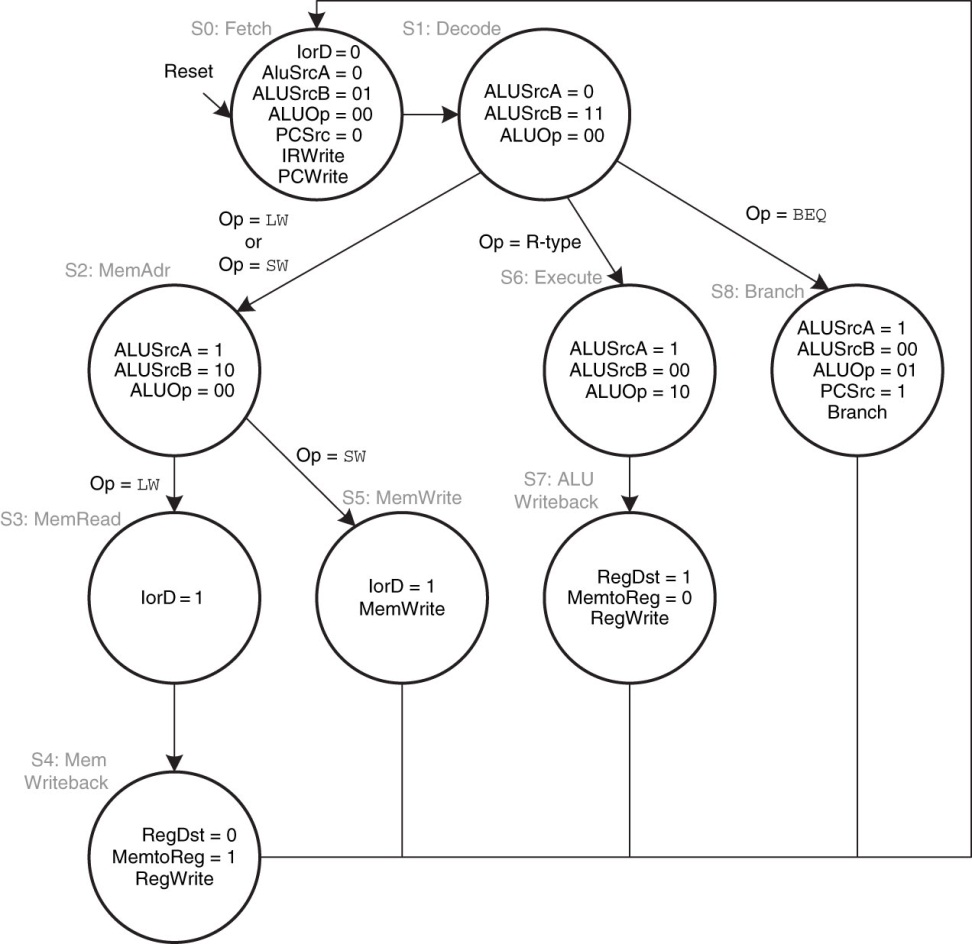 S0: Fetch
S1: Decode
Reset
IorD = 0
AluSrcA = 0
ALUSrcB = 01
ALUOp = 00
PCSrc = 0
IRWrite
PCWrite
ALUSrcA = 0
ALUSrcB = 11
ALUOp = 00
Op = LW
or
Op = SW
Op = R-type
Op = BEQ
S2: MemAdr
S6: Execute
S8: Branch
ALUSrcA = 1
ALUSrcB = 10
ALUOp = 00
ALUSrcA = 1
ALUSrcB = 00
ALUOp = 10
ALUSrcA = 1
ALUSrcB = 00
ALUOp = 01
PCSrc = 1
Branch
Op = LW
Op = SW
S3: MemRead
S5: MemWrite
S7: ALU
Writeback
IorD = 1
IorD = 1
MemWrite
RegDst = 1
MemtoReg = 0
RegWrite
S4: Mem
Writeback
RegDst = 0
MemtoReg = 1
RegWrite